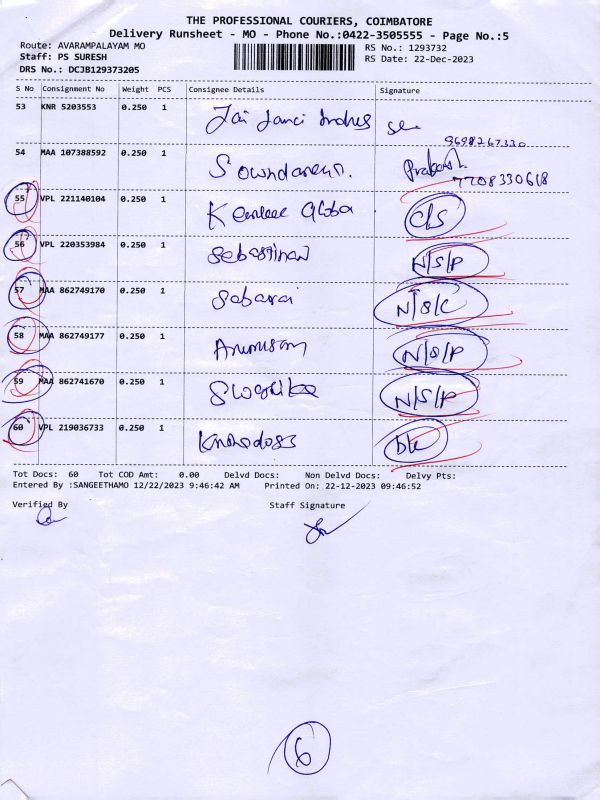 THE PROFESSIONAL COURIERS, COIMBATORE
Delivery Runsheet - MO - Phone No.:0422-3505555 - Page No.:5
Route: AVARAMPALAYAM MO
RS No.: 1293732
Staff: PS SURESH
RS Date: 22-Dec-2023
DRS No.: DCJB129373205
S No Consignment No Weight PCS Consignee Details Signature
53 KNR 5203553 0.250 1 Jai
9698267330
54 MAA 107388592 0.250 1 Prakash
7708330618
55 VPL 221140104 0.250 1 C/S
56 VPL 220353984 0.250 1 N/S/P
57 MAA 862749170 0.250 1 Sabarai N/S/C
58 MAA 862749177 0.250 1 N/S/P
59 MAA 862741670 0.250 1 N/S/P
60 VPL 219036733 0.250 1
Tot Docs: 60 Tot COD Amt: 0.00 Delvd Docs: Non Delvd Docs: Delvy Pts:
Entered By :SANGEETHAMO 12/22/2023 9:46:42 AM Printed On: 22-12-2023 09:46:52
Verified By Staff Signature
6